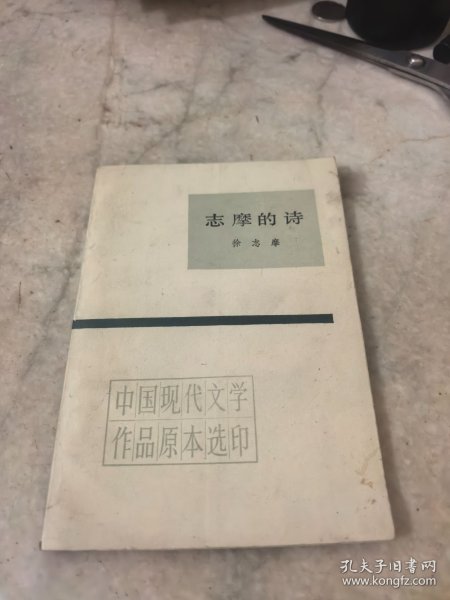 志摩的诗
徐志摩
中国现代文学
作品原本选印
孔夫子旧书网
www.kongfz.com